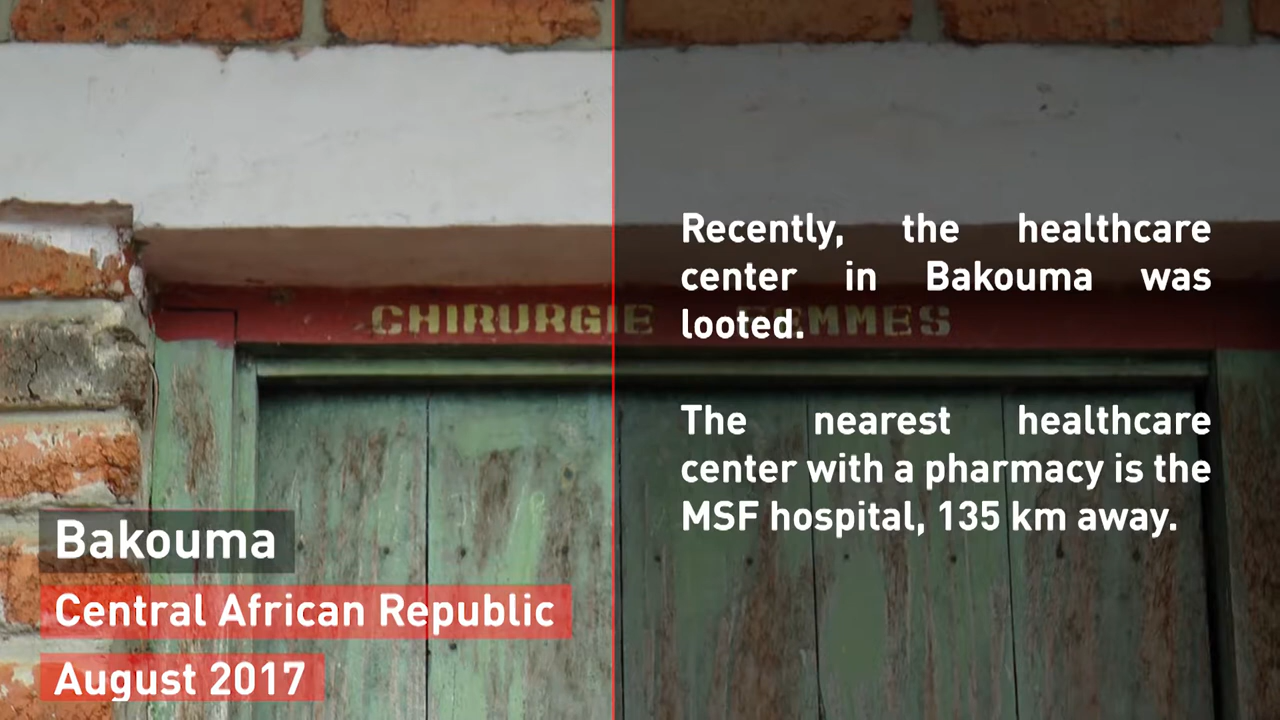 CHIRURGIE FEMMES
Recently, the healthcare
center in Bakouma was
looted.
The nearest healthcare
center with a pharmacy is the
MSF hospital, 135 km away.
Bakouma
Central African Republic
August 2017